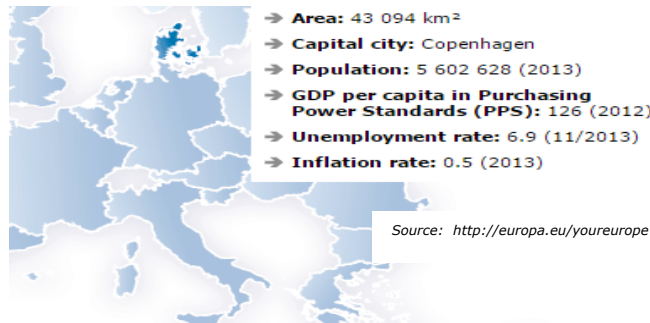 → Area: 43 094 km²
→ Capital city: Copenhagen
→ Population: 5 602 628 (2013)
→ GDP per capita in Purchasing
Power Standards (PPS): 126 (2012)
→ Unemployment rate: 6.9 (11/2013)
→ Inflation rate: 0.5 (2013)
Source: http://europa.eu/youreurope